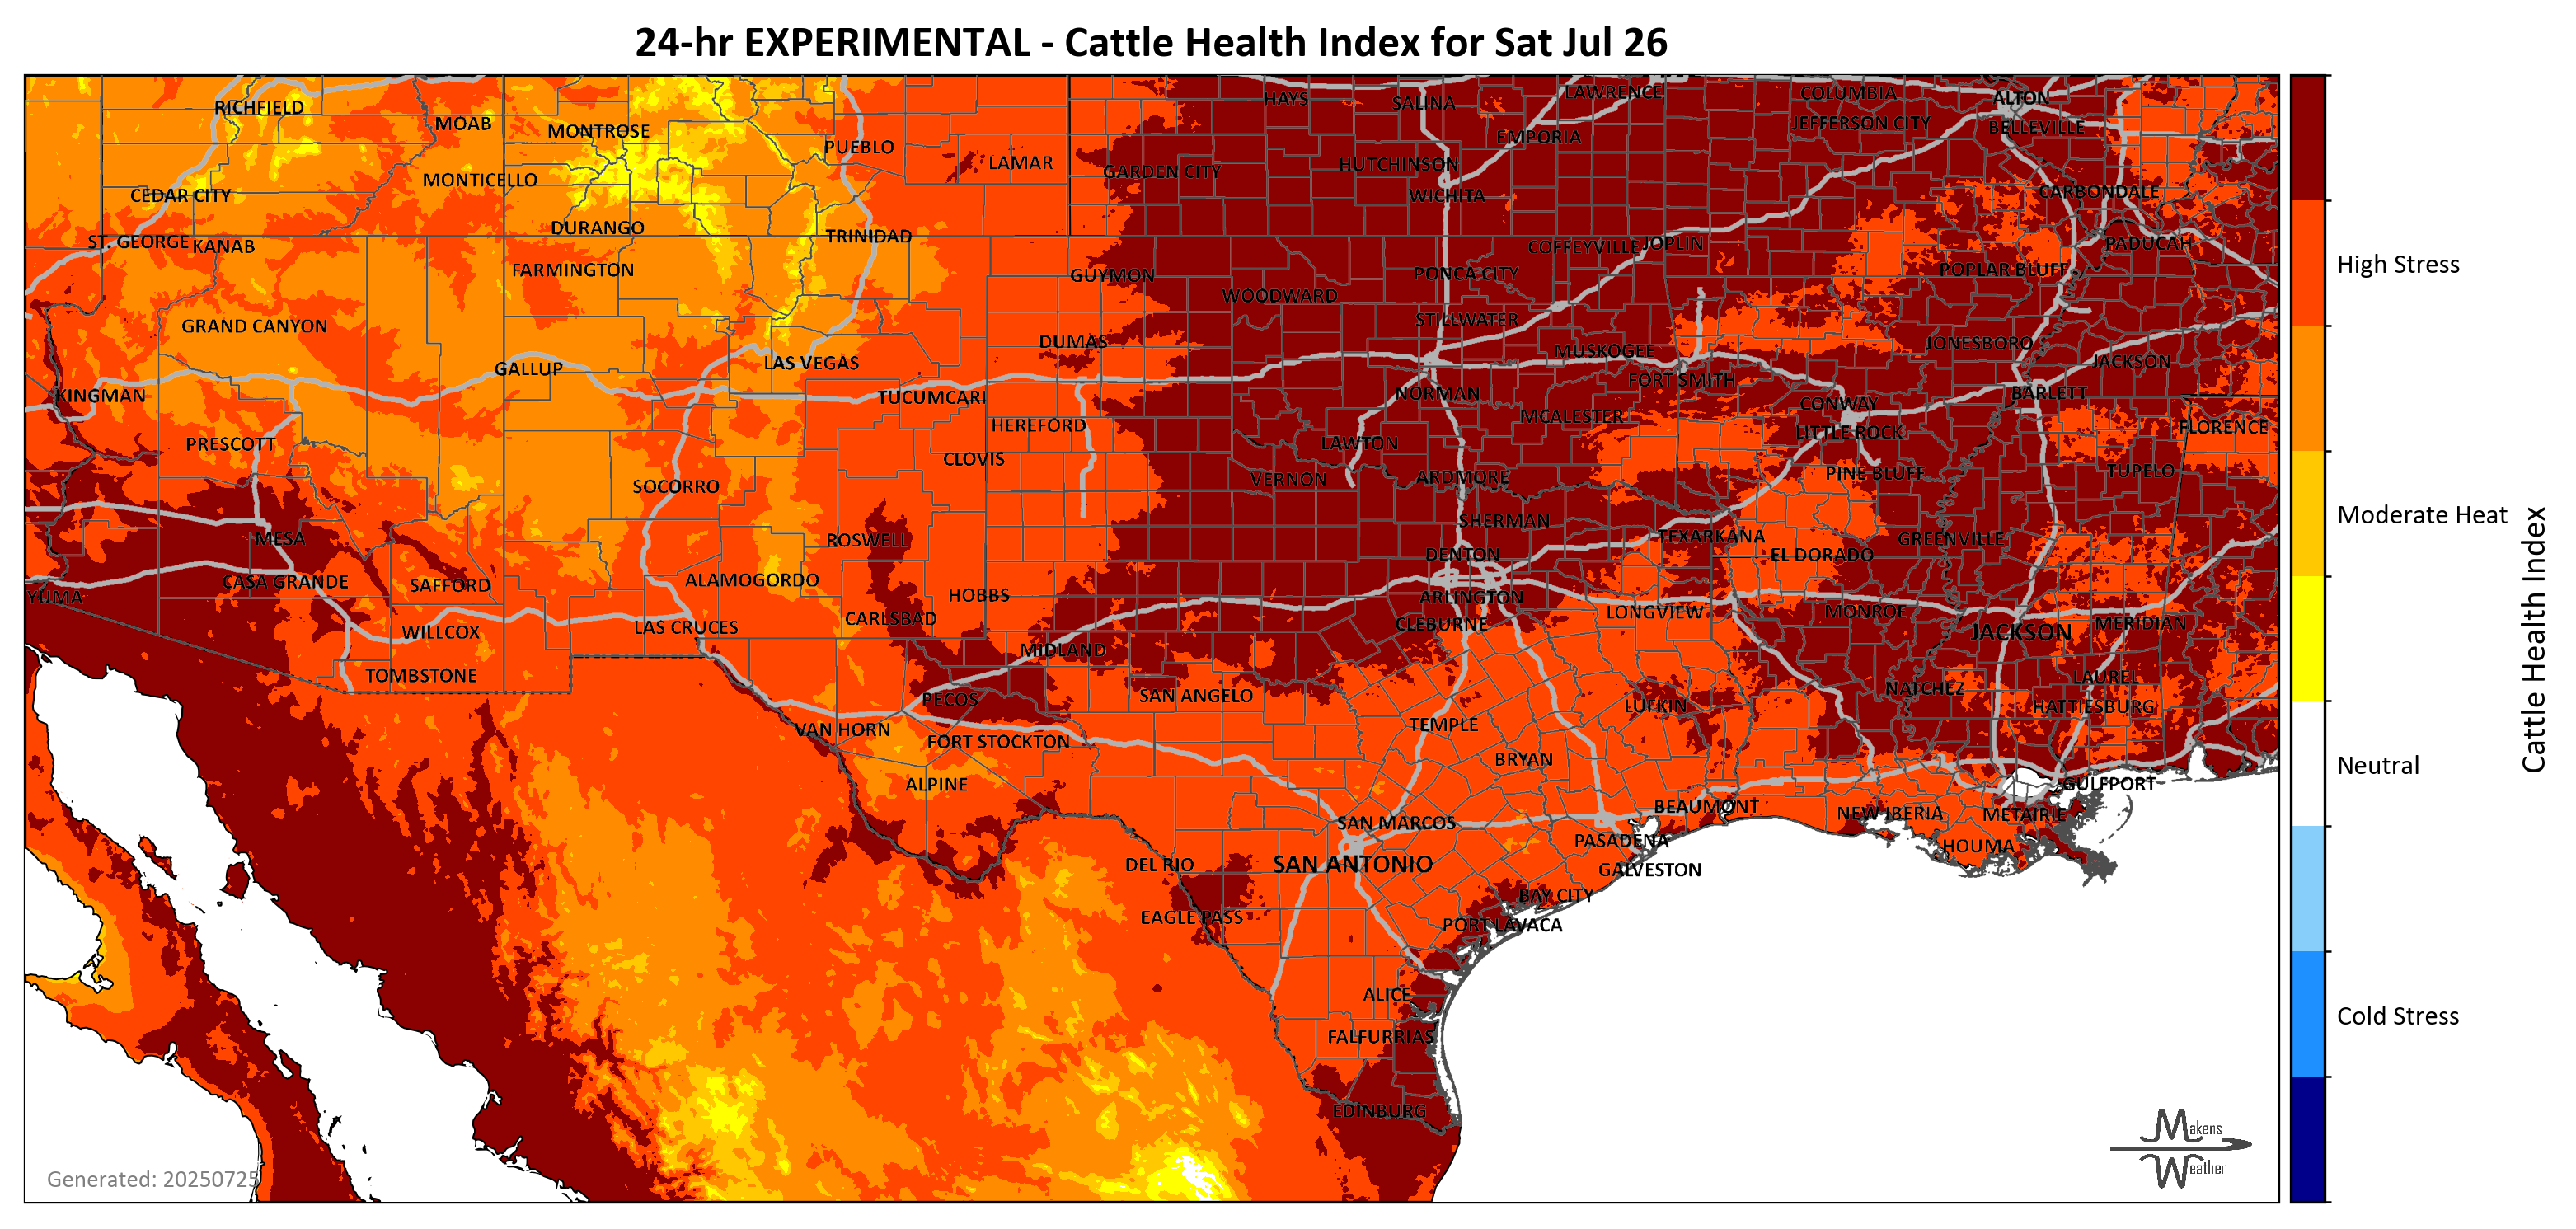 24-hr EXPERIMENTAL - Cattle Health Index for Sat Jul 26
RICHFIELD
MOAB
MONTROSE
PUEBLO
LAMAR
HAYS
SALINA
LAWRENCE
COLUMBIA
ALTON
EMPORIA
JEFFERSON CITY
BELLEVILLE
GARDEN CITY
HUTCHINSON
WICHITA
CARBONDALE
CEDAR CITY
MONTICELLO
DURANGO
TRINIDAD
ST. GEORGE
KANAB
FARMINGTON
GUYMON
COFFEYVILLE
JOPLIN
PADUCAH
PONCA CITY
POPLAR BLUFF
WOODWARD
GRAND CANYON
STILLWATER
DUMAS
MUSKOGEE
JONESBORO
JACKSON
GALLUP
LAS VEGAS
FORT SMITH
KINGMAN
TUCUMCARI
NORMAN
CONWAY
BARLETT
HEREFORD
MCALESTER
LITTLE ROCK
FLORENCE
PRESCOTT
LAWTON
CLOVIS
PINE BLUFF
TUPELO
SOCORRO
VERNON
ARDMORE
SHERMAN
MESA
ROSWELL
DENTON
TEXARKANA
EL DORADO
GREENVILLE
CASA GRANDE
SAFFORD
ALAMOGORDO
HOBBS
ARLINGTON
YUMA
CARLSBAD
CLEBURNE
LONGVIEW
MONROE
WILLCOX
LAS CRUCES
MIDLAND
JACKSON
MERIDIAN
TOMBSTONE
PECOS
SAN ANGELO
NATCHEZ
LAUREL
LUFKIN
HATTIESBURG
VAN HORN
FORT STOCKTON
TEMPLE
BRYAN
ALPINE
GULFPORT
BEAUMONT
NEW IBERIA
METAIRIE
SAN MARCOS
PASADENA
HOUMA
DEL RIO
SAN ANTONIO
GALVESTON
BAY CITY
EAGLE PASS
PORT LAVACA
ALICE
FALFURRIAS
EDINBURG
Generated: 20250725
Makens
Weather
High Stress
Moderate Heat
Neutral
Cold Stress
Cattle Health Index